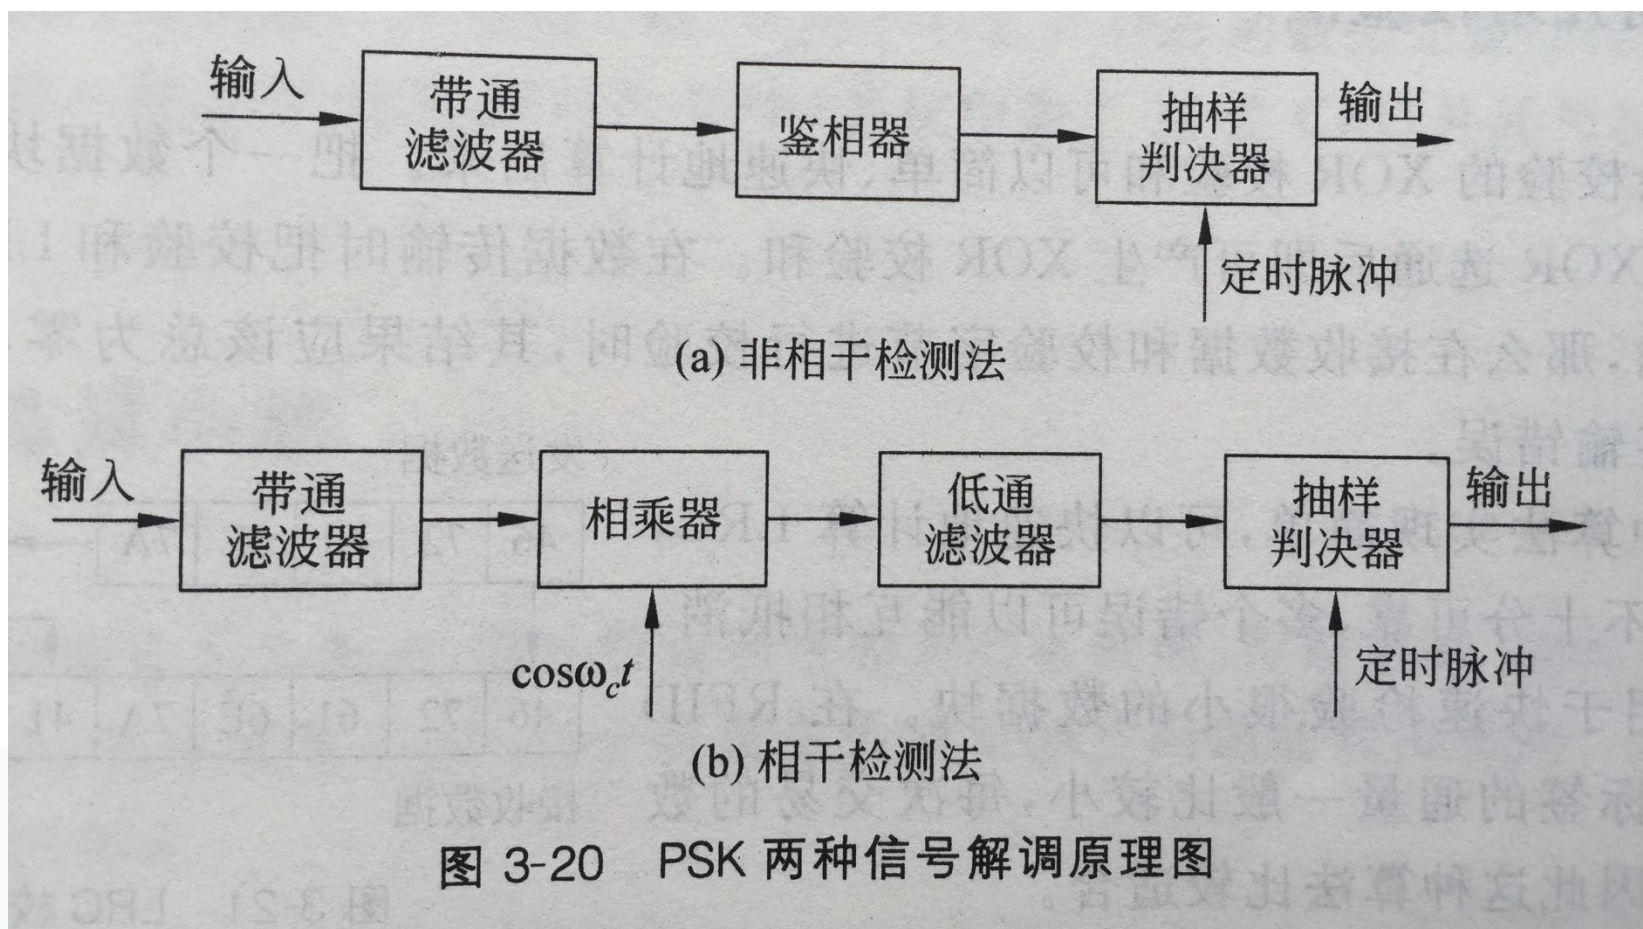 输入
带通
滤波器
鉴相器
抽样
判决器
输出
定时脉冲
(a) 非相干检测法
输入
带通
滤波器
相乘器
低通
滤波器
抽样
判决器
输出
cosω_c t
定时脉冲
(b) 相干检测法
图 3-20 PSK 两种信号解调原理图